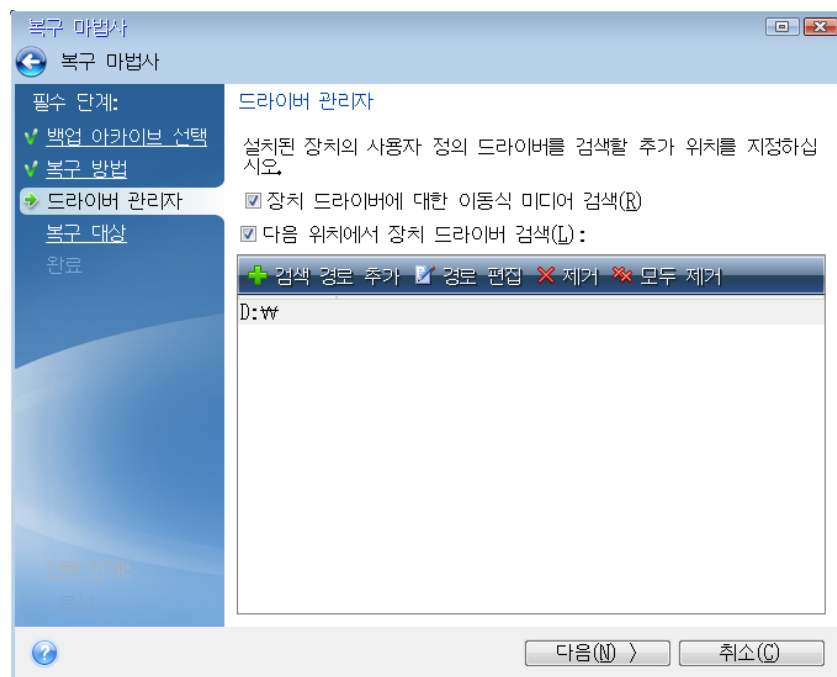 복구 마법사
복구 마법사
필수 단계:
백업 아카이브 선택
복구 방법
드라이버 관리자
복구 대상
완료
드라이버 관리자
설치된 장치의 사용자 정의 드라이버를 검색할 추가 위치를 지정하십
시오.
장치 드라이버에 대한 이동식 미디어 검색(R)
다음 위치에서 장치 드라이버 검색(L):
검색 경로 추가 경로 편집 제거 모두 제거
D:₩
다음(N) > 취소(C)